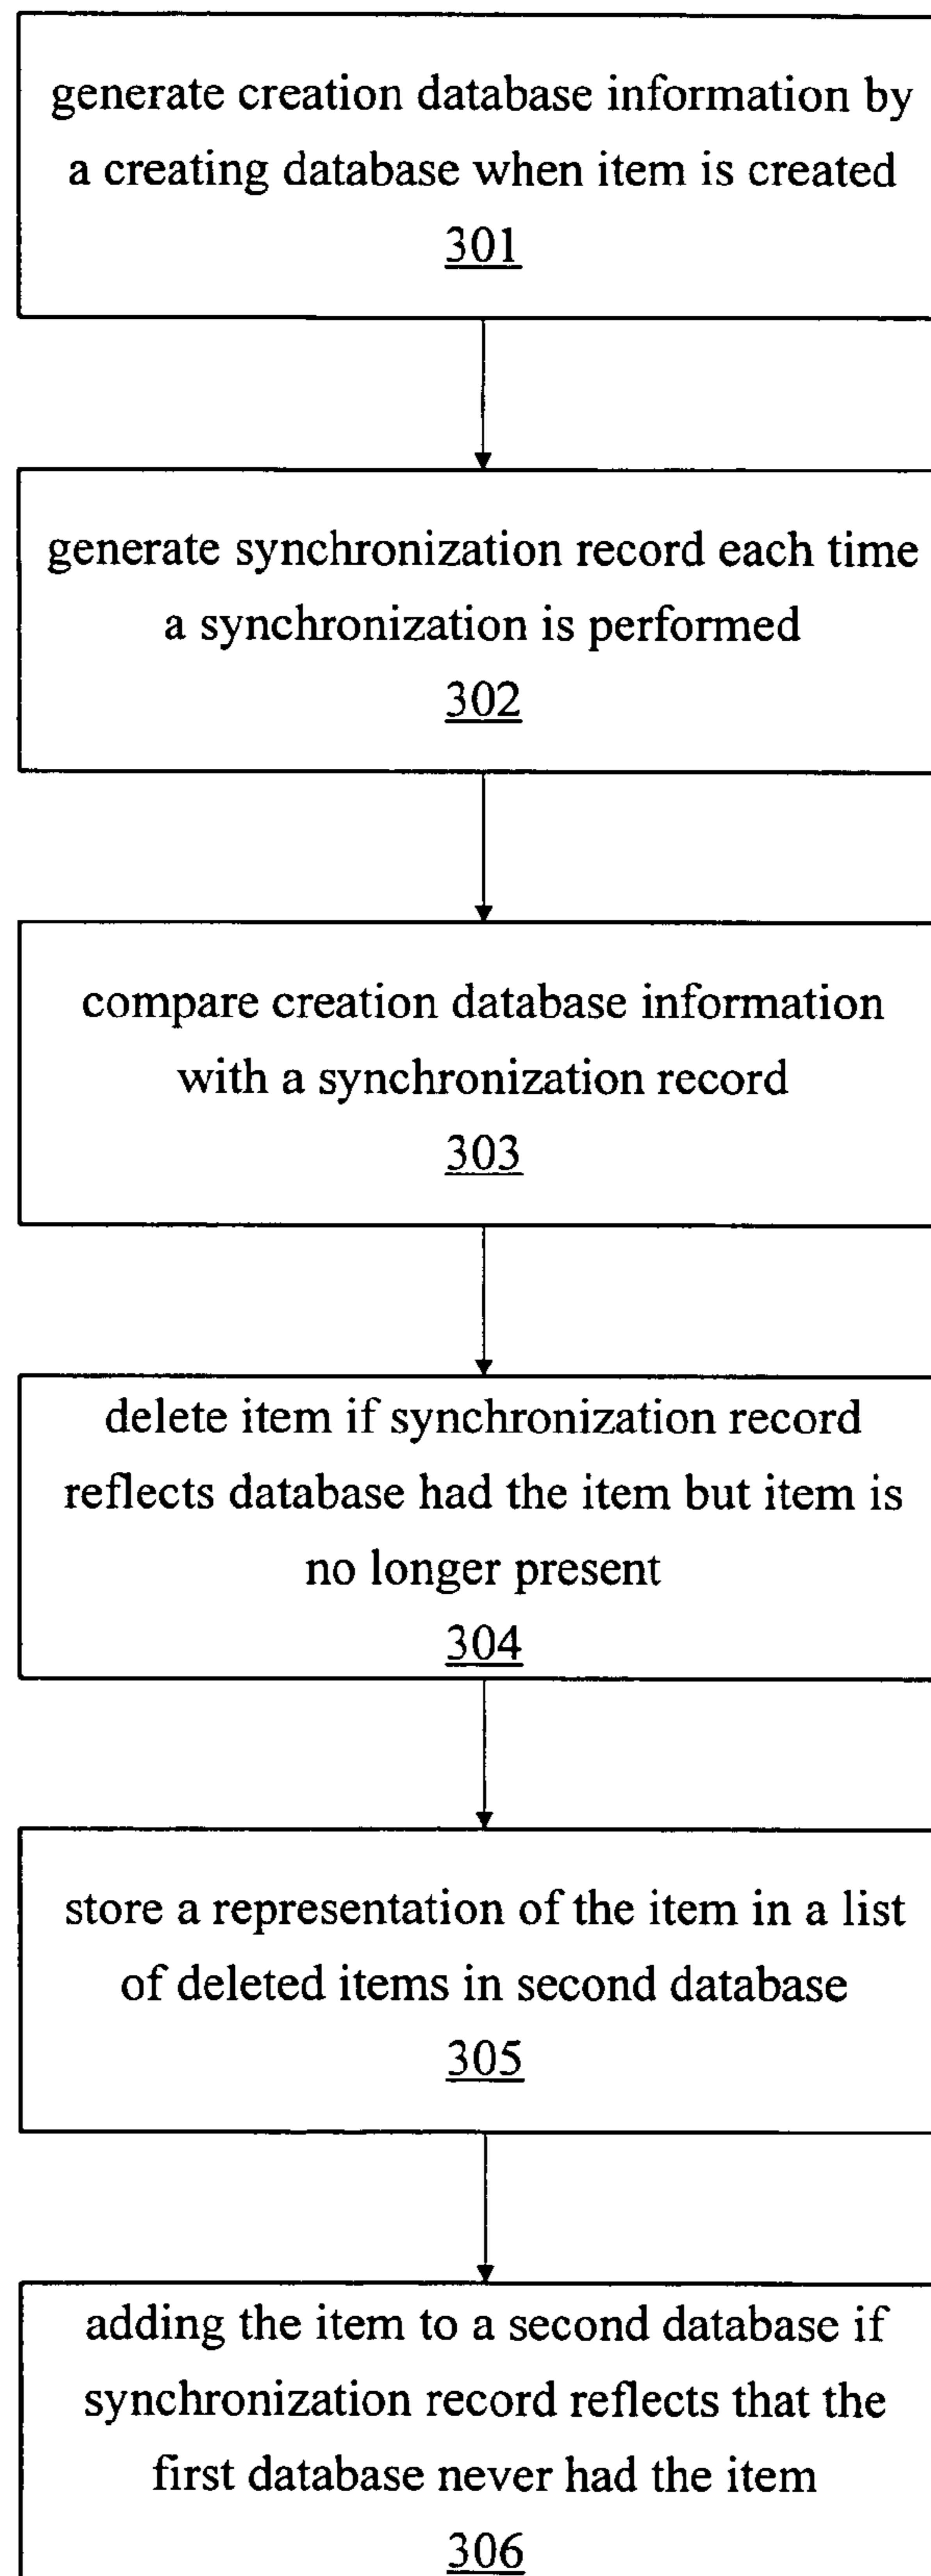 generate creation database information by
a creating database when item is created
301
generate synchronization record each time
a synchronization is performed
302
compare creation database information
with a synchronization record
303
delete item if synchronization record
reflects database had the item but item is
no longer present
304
store a representation of the item in a list
of deleted items in second database
305
adding the item to a second database if
synchronization record reflects that the
first database never had the item
306